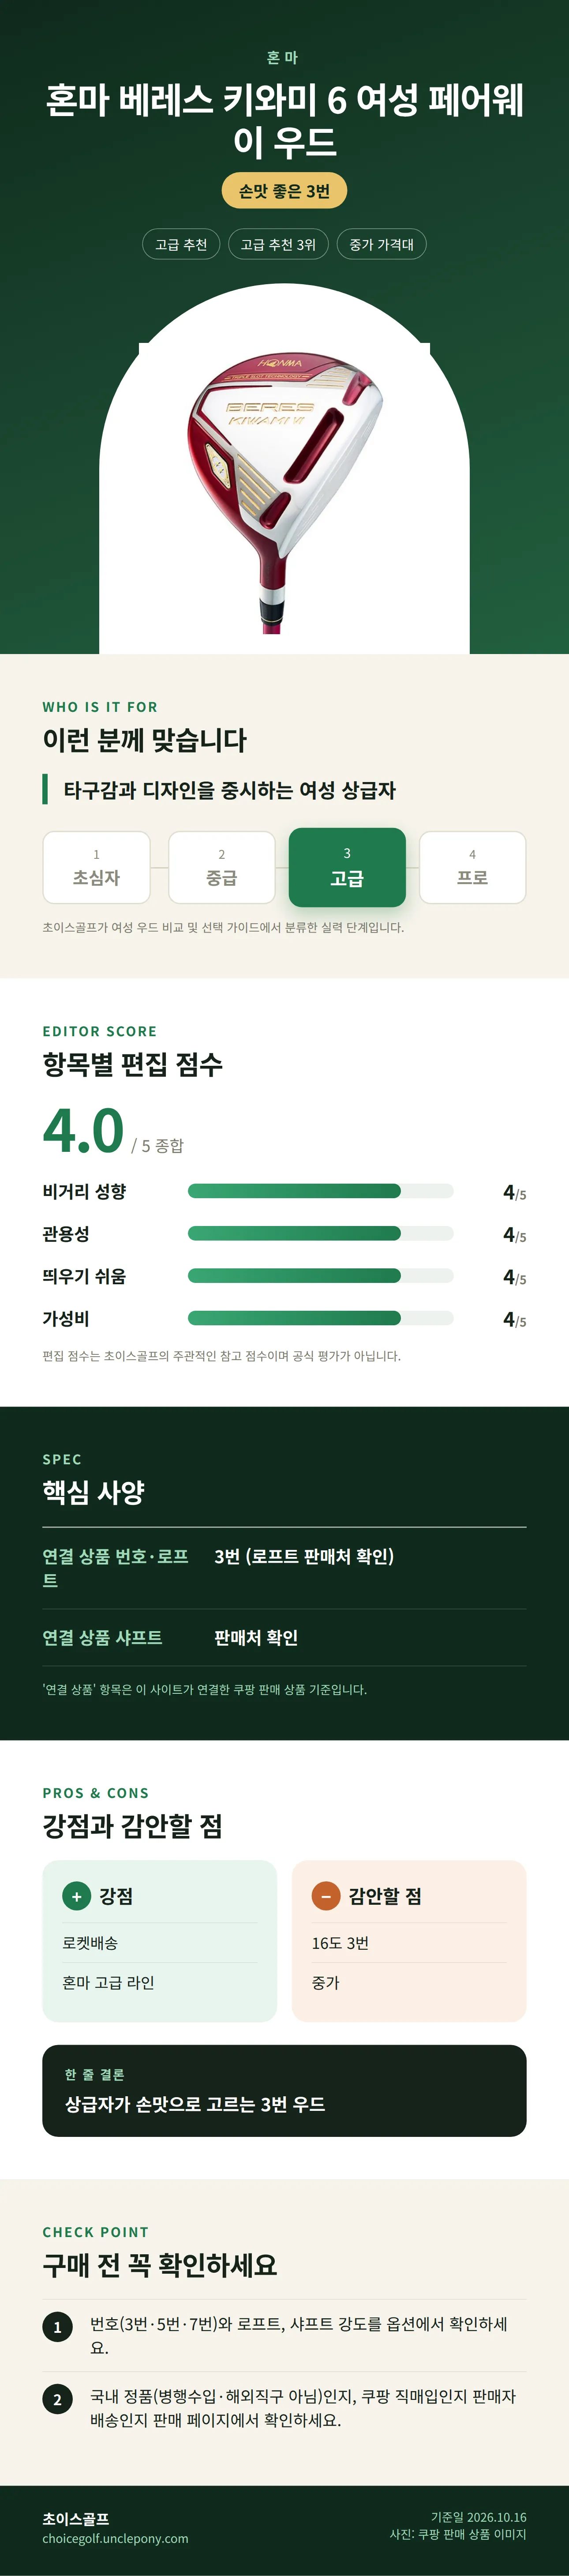 혼마
혼마 베레스 키와미 6 여성 페어웨
이 우드
손맛 좋은 3번
고급 추천
고급 추천 3위
중가 가격대
HONMA
BERES
KIWAMI VI
WHO IS IT FOR
이런 분께 맞습니다
타구감과 디자인을 중시하는 여성 상급자
1
초심자
2
중급
3
고급
4
프로
초이스골프가 여성 우드 비교 및 선택 가이드에서 분류한 실력 단계입니다.
EDITOR SCORE
항목별 편집 점수
4.0 / 5 종합
비거리 성향 4/5
관용성 4/5
띄우기 쉬움 4/5
가성비 4/5
편집 점수는 초이스골프의 주관적인 참고 점수이며 공식 평가가 아닙니다.
SPEC
핵심 사양
연결 상품 번호·로프
트
3번 (로프트 판매처 확인)
연결 상품 샤프트
판매처 확인
'연결 상품' 항목은 이 사이트가 연결한 쿠팡 판매 상품 기준입니다.
PROS & CONS
강점과 감안할 점
+ 강점
로켓배송
혼마 고급 라인
− 감안할 점
16도 3번
중가
한 줄 결론
상급자가 손맛으로 고르는 3번 우드
CHECK POINT
구매 전 꼭 확인하세요
1
번호(3번·5번·7번)와 로프트, 샤프트 강도를 옵션에서 확인하세
요.
2
국내 정품(병행수입·해외직구 아님)인지, 쿠팡 직매입인지 판매자
배송인지 판매 페이지에서 확인하세요.
초이스골프
choicegolf.unclepony.com
기준일 2026.10.16
사진: 쿠팡 판매 상품 이미지